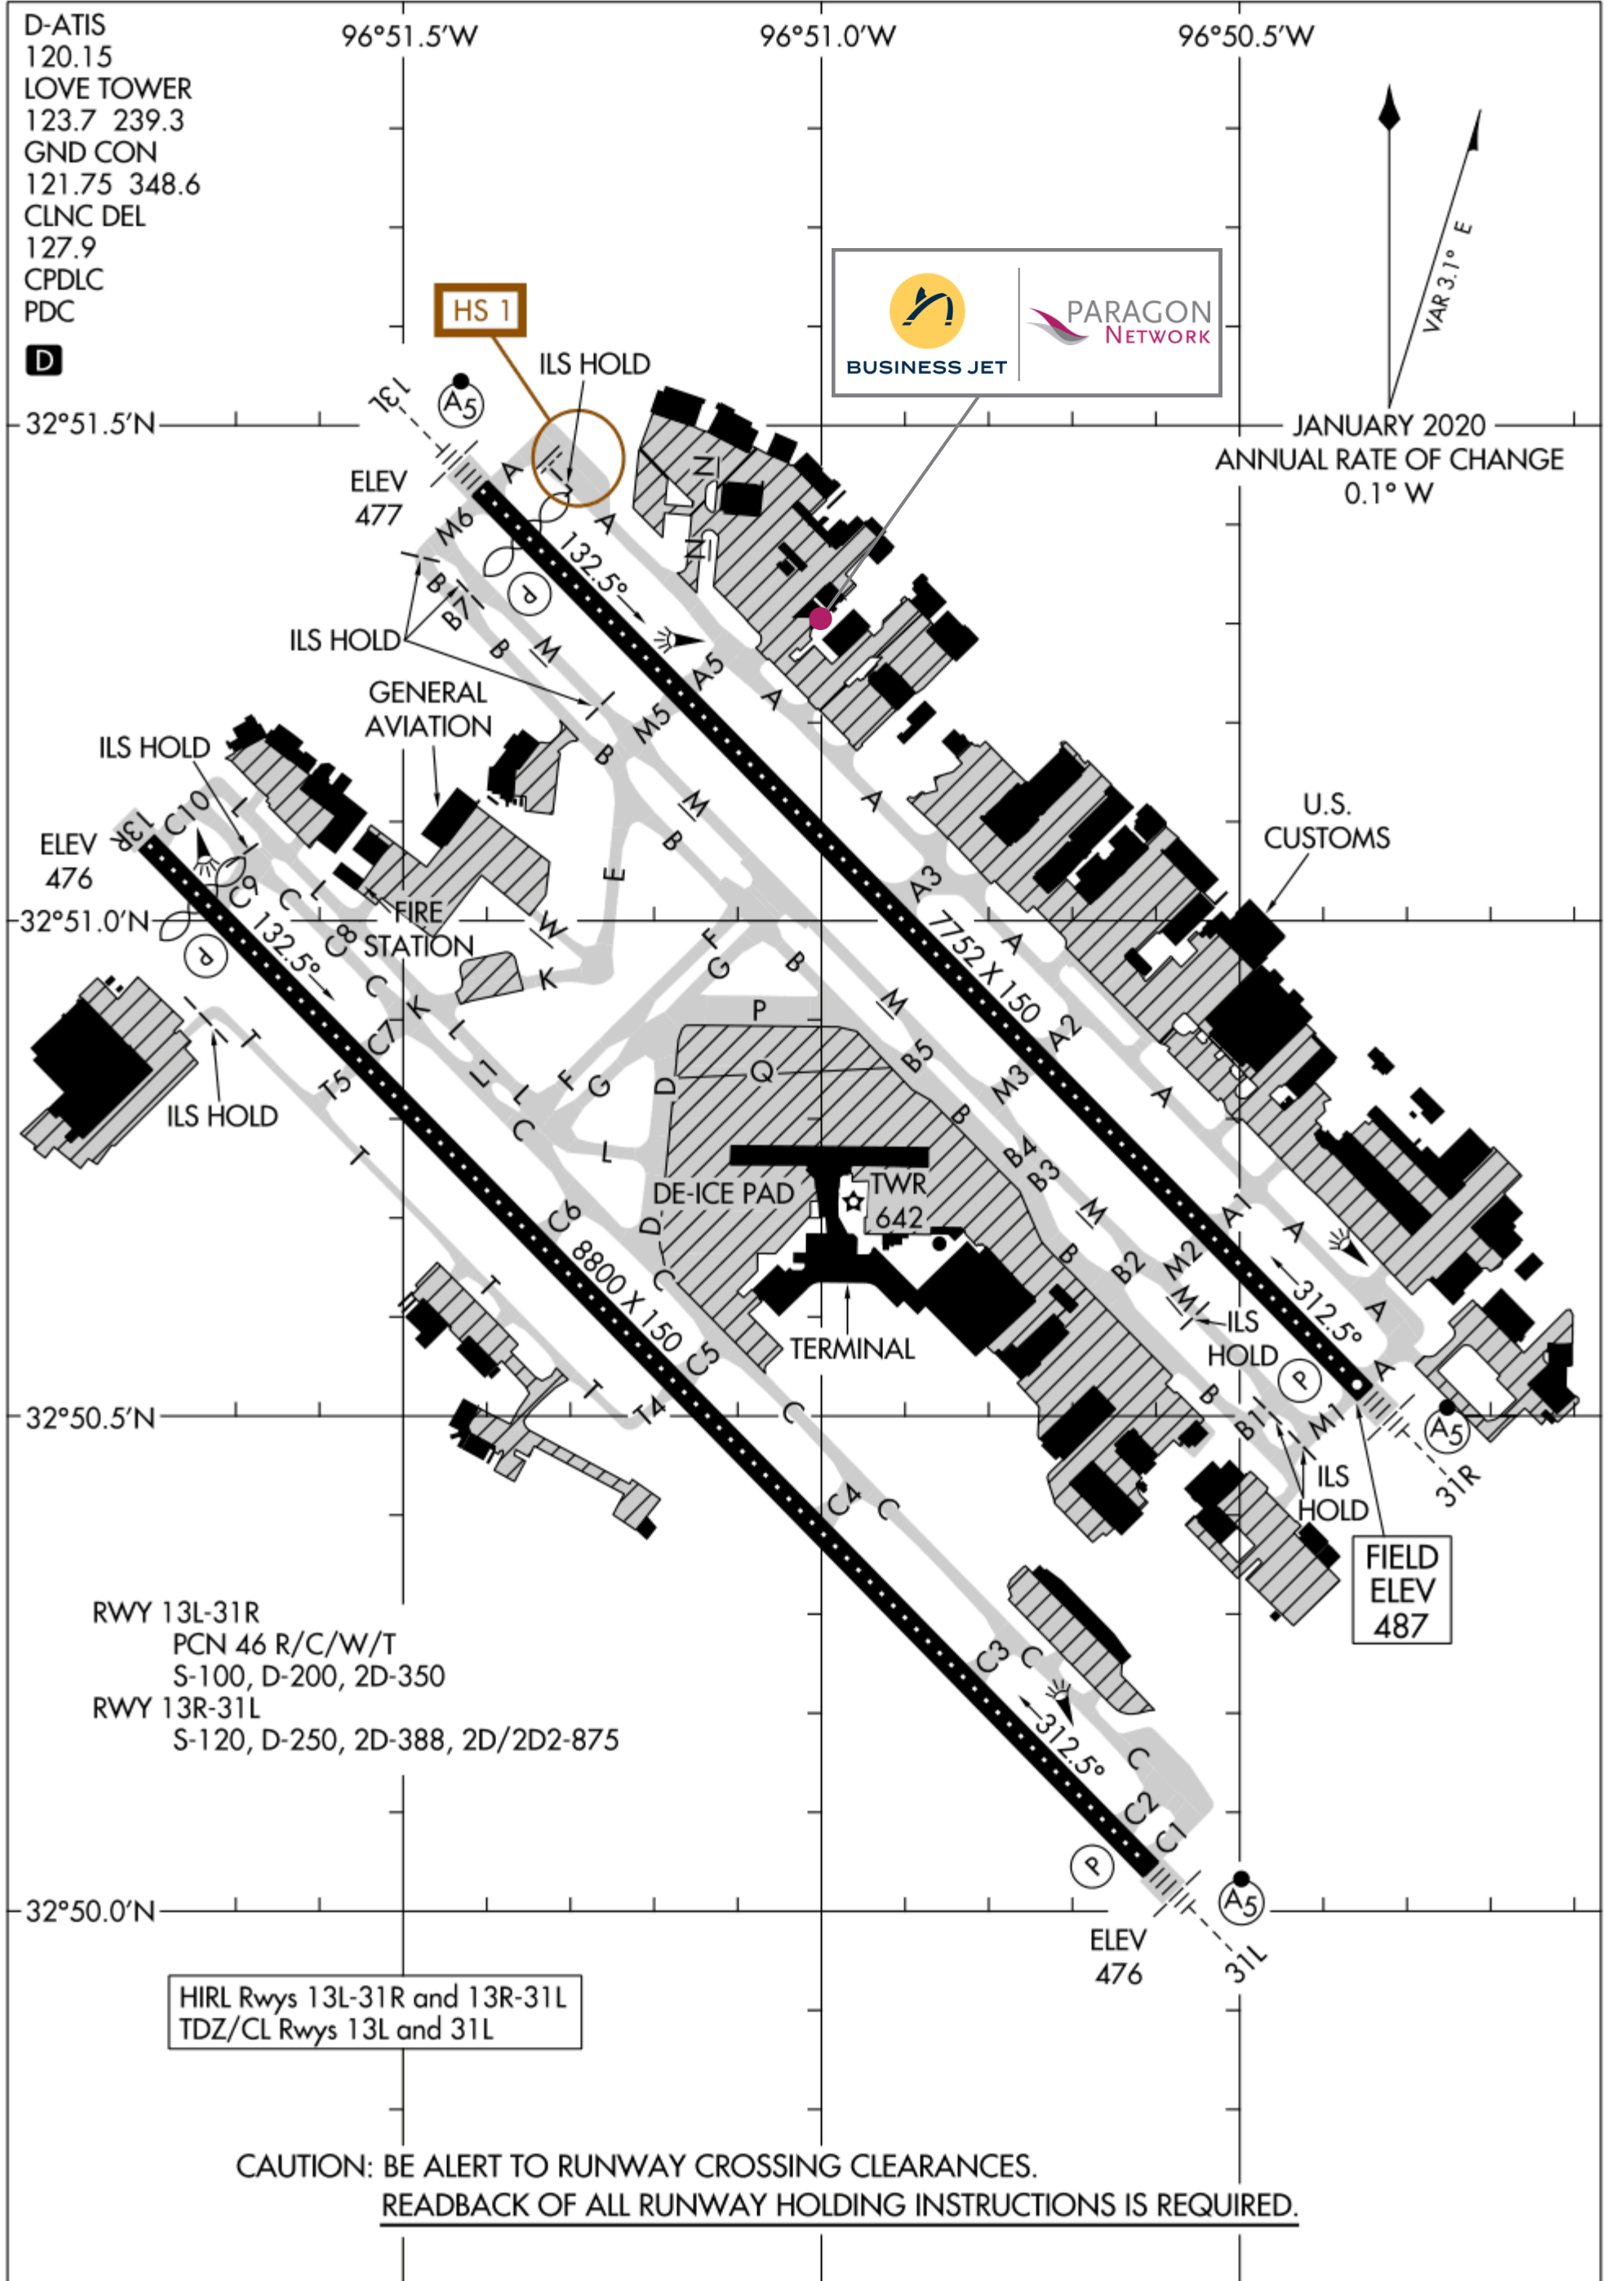 D-ATIS
120.15
LOVE TOWER
123.7 239.3
GND CON
121.75 348.6
CLNC DEL
127.9
CPDLC
PDC
D
96°51.5'W
96°51.0'W
96°50.5'W
VAR 3.1° E
JANUARY 2020
ANNUAL RATE OF CHANGE
0.1° W
BUSINESS JET
PARAGON
NETWORK
HS 1
ILS HOLD
13L
A5
32°51.5'N
ELEV
477
A
A
M6
N
N
132.5°
P
B
B7
ILS HOLD
B
M
A5
A
M5
GENERAL
AVIATION
B
ILS HOLD
L
C10
13R
ELEV
476
M
B
A
U.S.
CUSTOMS
E
A3
C9
C
L
32°51.0'N
FIRE
STATION
C8
132.5°
P
W
K
F
G
B
7752 X 150
A
C
K
L
C7
P
M
A2
T
T5
ILS HOLD
L1
L
F
G
D
Q
B5
M3
A
C
L
B
T
DE-ICE PAD
TWR
642
B4
B3
M
A1
A
C6
D
C
B
B2
M2
M
8800 X 150
T
TERMINAL
ILS
HOLD
312.5°
A
P
A
C5
T
T4
32°50.5'N
C
B
B1
M1
A5
31R
ILS
HOLD
C4
C
FIELD
ELEV
487
RWY 13L-31R
PCN 46 R/C/W/T
S-100, D-200, 2D-350
RWY 13R-31L
S-120, D-250, 2D-388, 2D/2D2-875
C3
C
312.5°
C
C2
C1
P
A5
32°50.0'N
ELEV
476
31L
HIRL Rwys 13L-31R and 13R-31L
TDZ/CL Rwys 13L and 31L
CAUTION: BE ALERT TO RUNWAY CROSSING CLEARANCES.
READBACK OF ALL RUNWAY HOLDING INSTRUCTIONS IS REQUIRED.